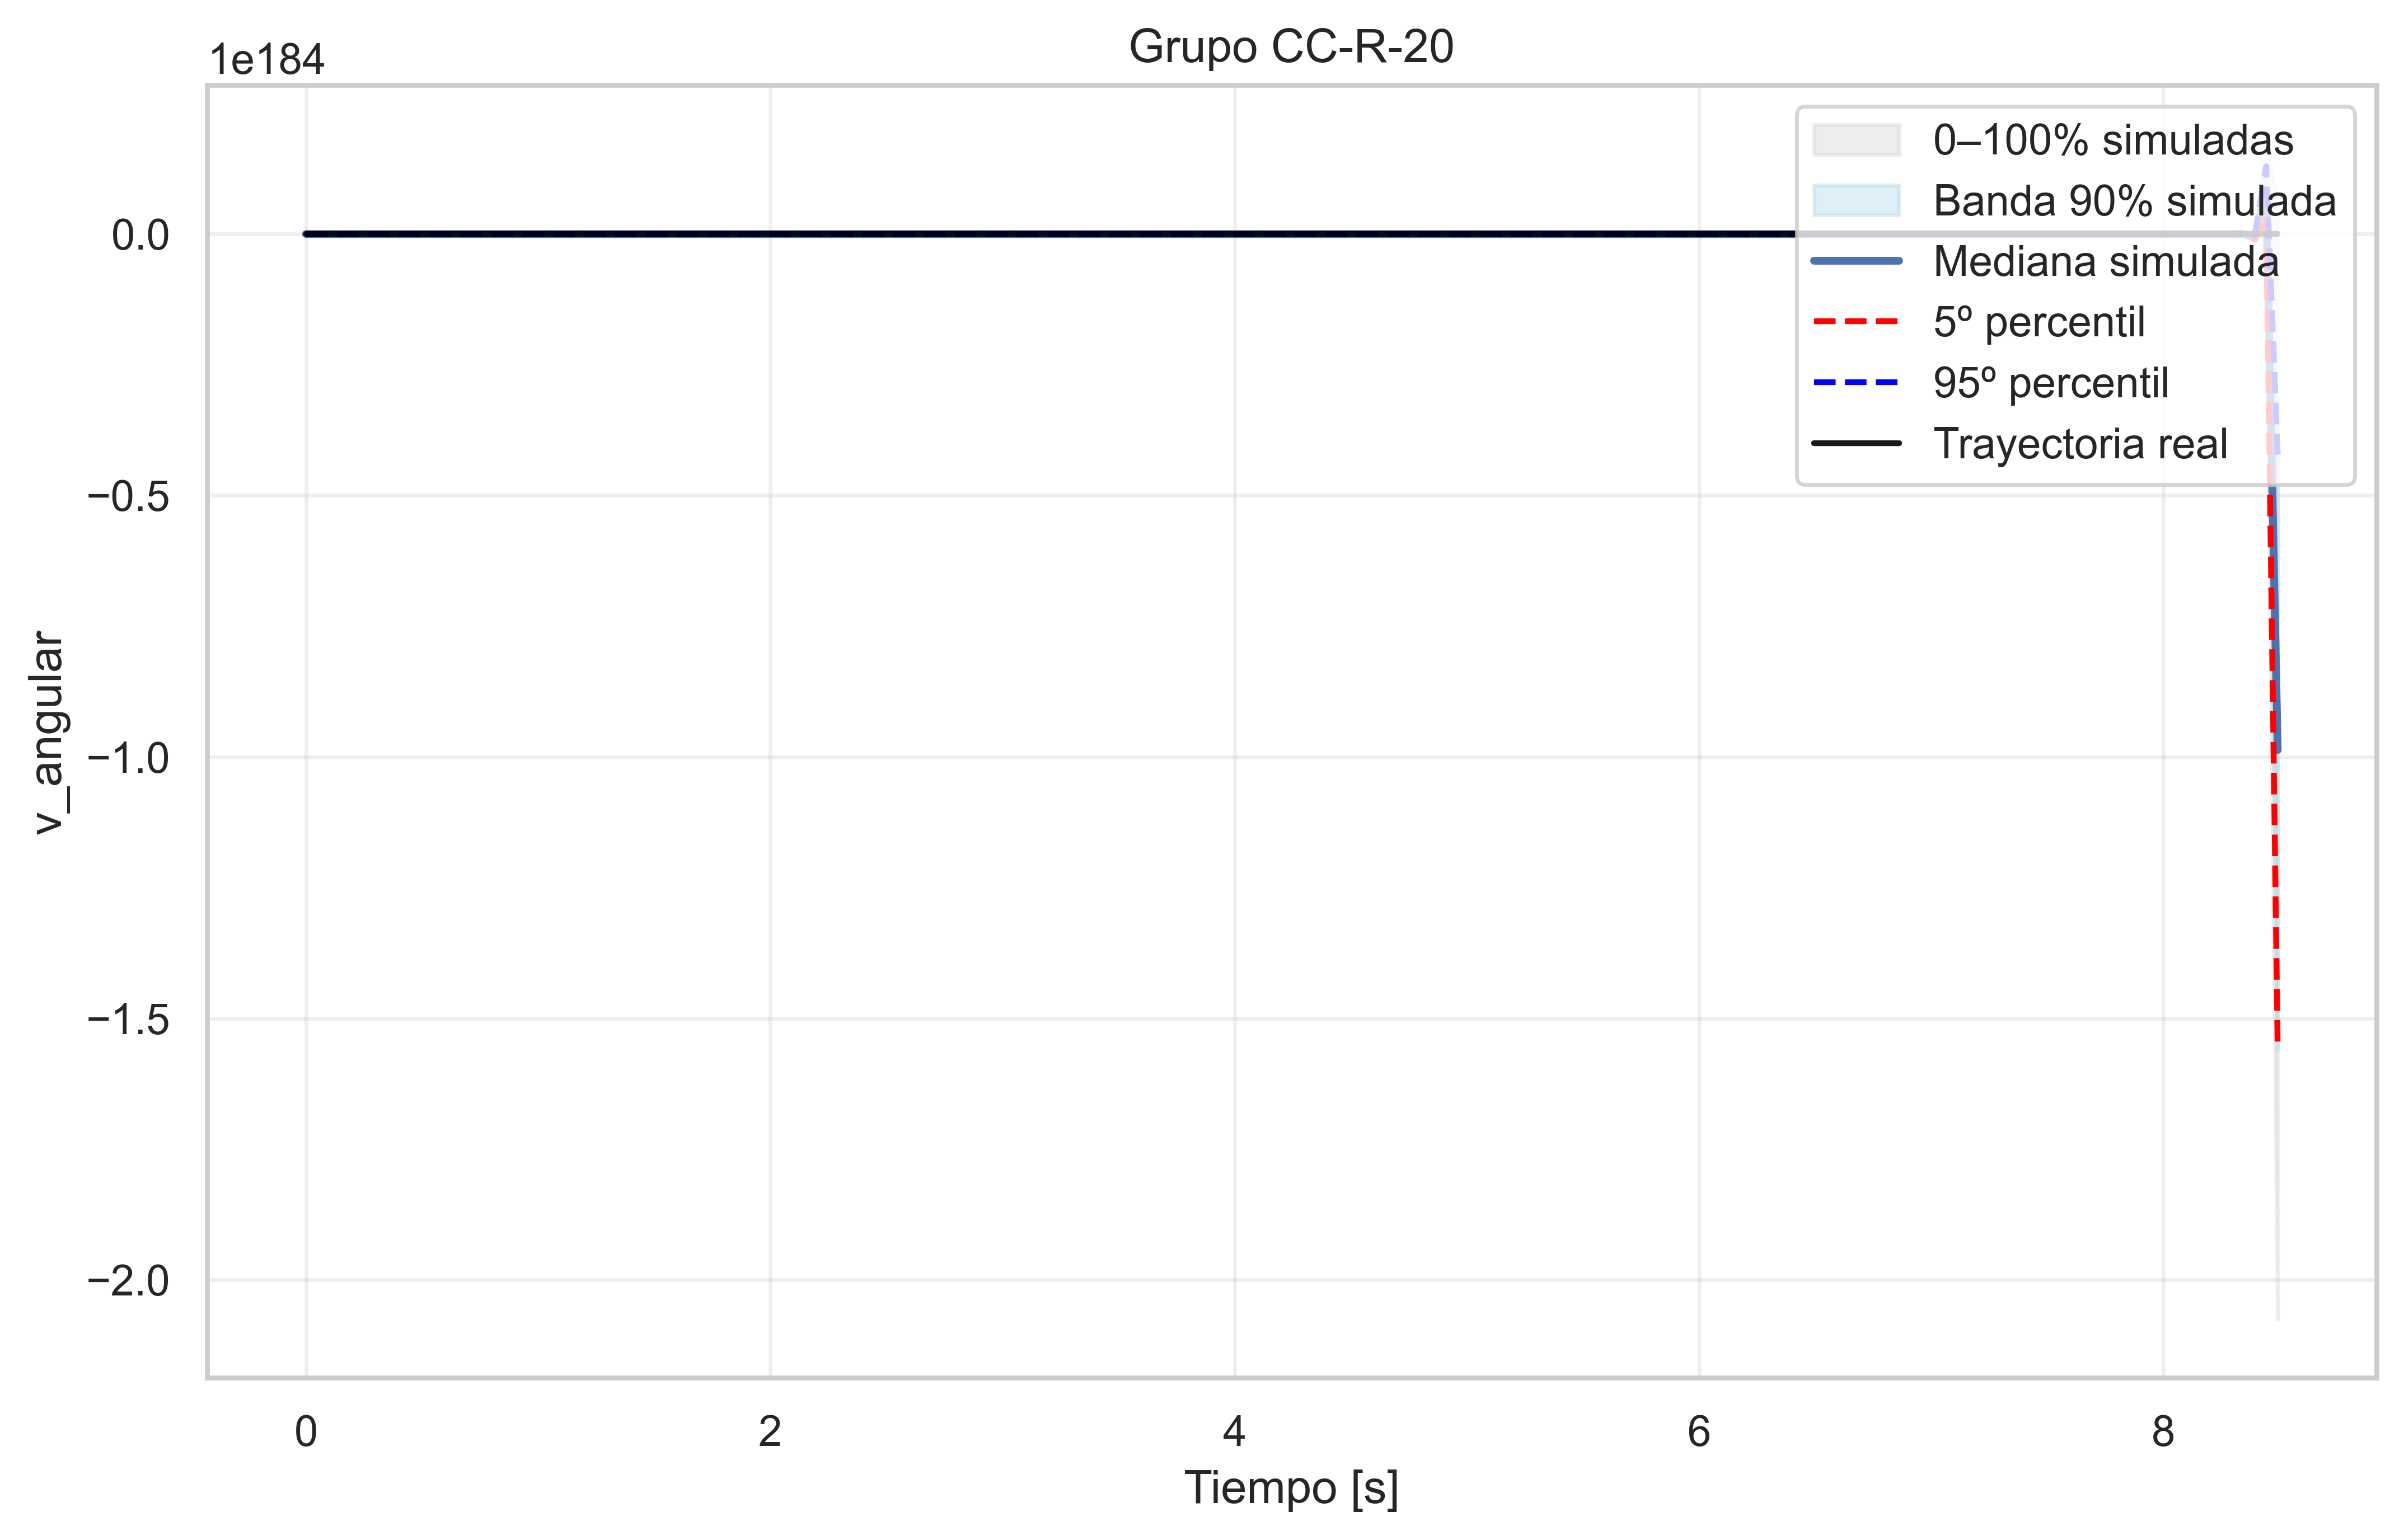 Grupo CC-R-20
1e184
0–100% simuladas
Banda 90% simulada
Mediana simulada
5º percentil
95º percentil
Trayectoria real
0.0
−0.5
−1.0
−1.5
−2.0
v_angular
0 2 4 6 8
Tiempo [s]